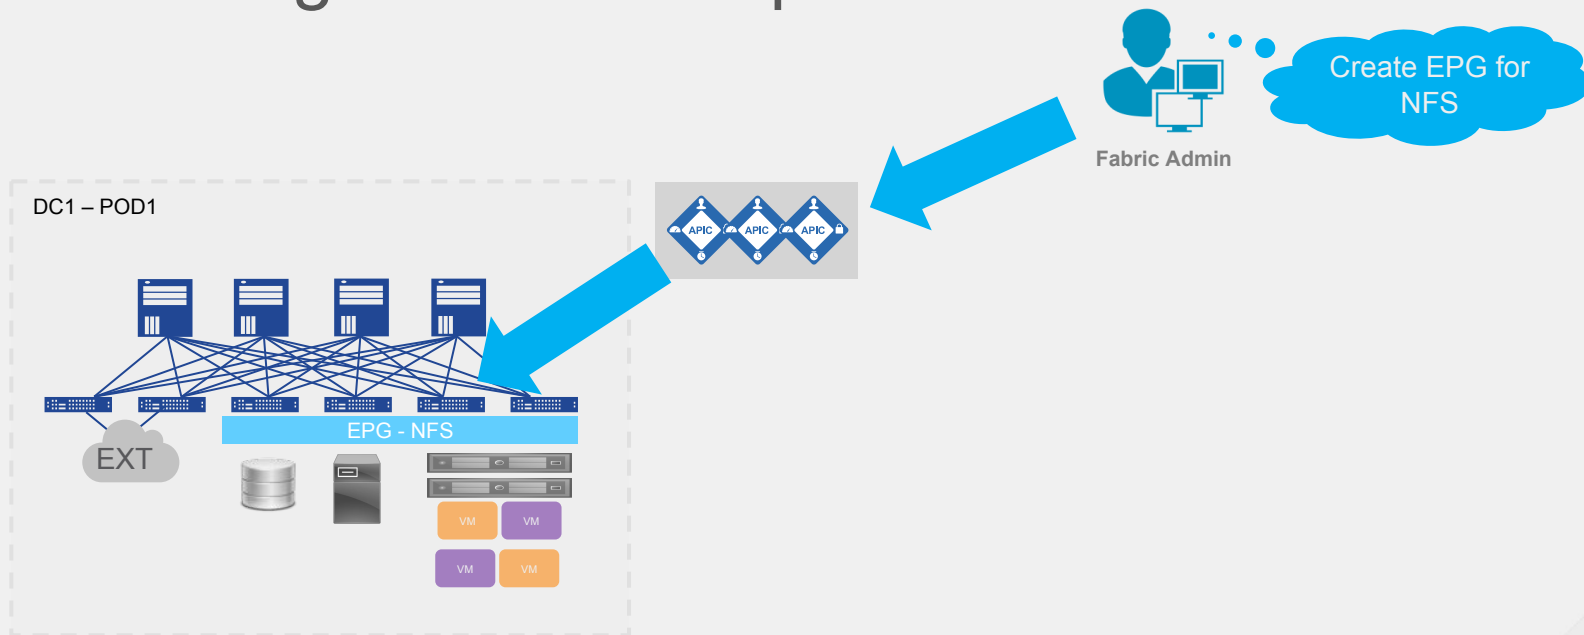 Create EPG for
NFS
Fabric Admin
DC1 – POD1
APIC
APIC
APIC
EPG - NFS
EXT
VM
VM
VM
VM